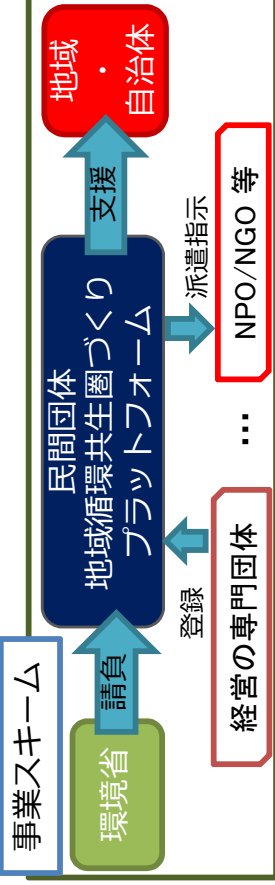 事業スキーム
環境省
請負
民間団体
地域循環共生圏づくり
プラットフォーム
支援
地域
・
自治体
登録
派遣指示
経営の専門団体
…
NPO/NGO 等